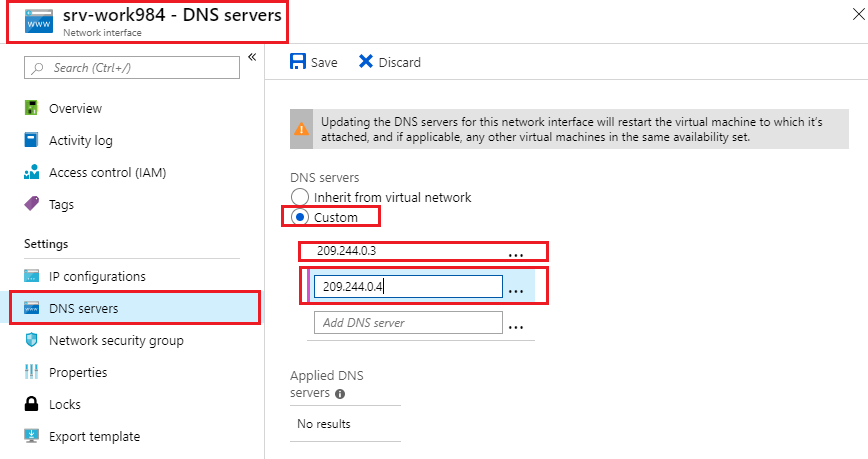 srv-work984 - DNS servers
Network interface
Search (Ctrl+/)
«
Overview
Activity log
Access control (IAM)
Tags
Settings
IP configurations
DNS servers
Network security group
Properties
Locks
Export template
Save
Discard
Updating the DNS servers for this network interface will restart the virtual machine to which it's
attached, and if applicable, any other virtual machines in the same availability set.
DNS servers
Inherit from virtual network
Custom
209.244.0.3 ...
209.244.0.4 ...
Add DNS server ...
Applied DNS
servers
No results